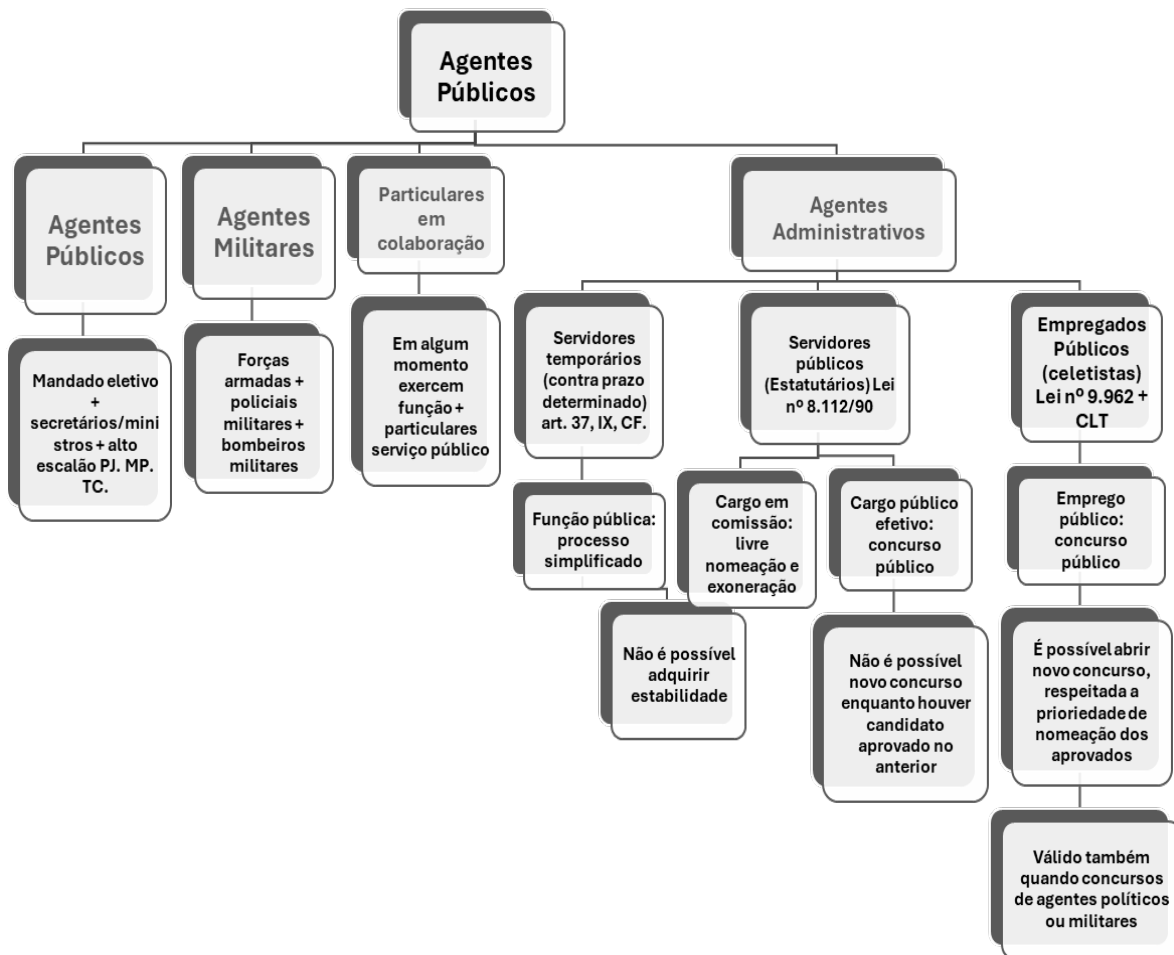 Agentes
Públicos
Agentes
Públicos
Agentes
Militares
Particulares
em
colaboração
Agentes
Administrativos
Mandado eletivo
+
secretários/mini
stros + alto
escalão PJ. MP.
TC.
Forças
armadas +
policiais
militares +
bombeiros
militares
Em algum
momento
exercem
função +
particulares
serviço público
Servidores
temporários
(contra prazo
determinado)
art. 37, IX, CF.
Servidores
públicos
(Estatutários) Lei
nº 8.112/90
Empregados
Públicos
(celetistas)
Lei nº 9.962 +
CLT
Função pública:
processo
simplificado
Cargo em
comissão:
livre
nomeação e
exoneração
Cargo público
efetivo:
concurso
público
Emprego
público:
concurso
público
Não é possível
adquirir
estabilidade
Não é possível
novo concurso
enquanto houver
candidato
aprovado no
anterior
É possível abrir
novo concurso,
respeitada a
prioriedade de
nomeação dos
aprovados
Válido também
quando concursos
de agentes políticos
ou militares